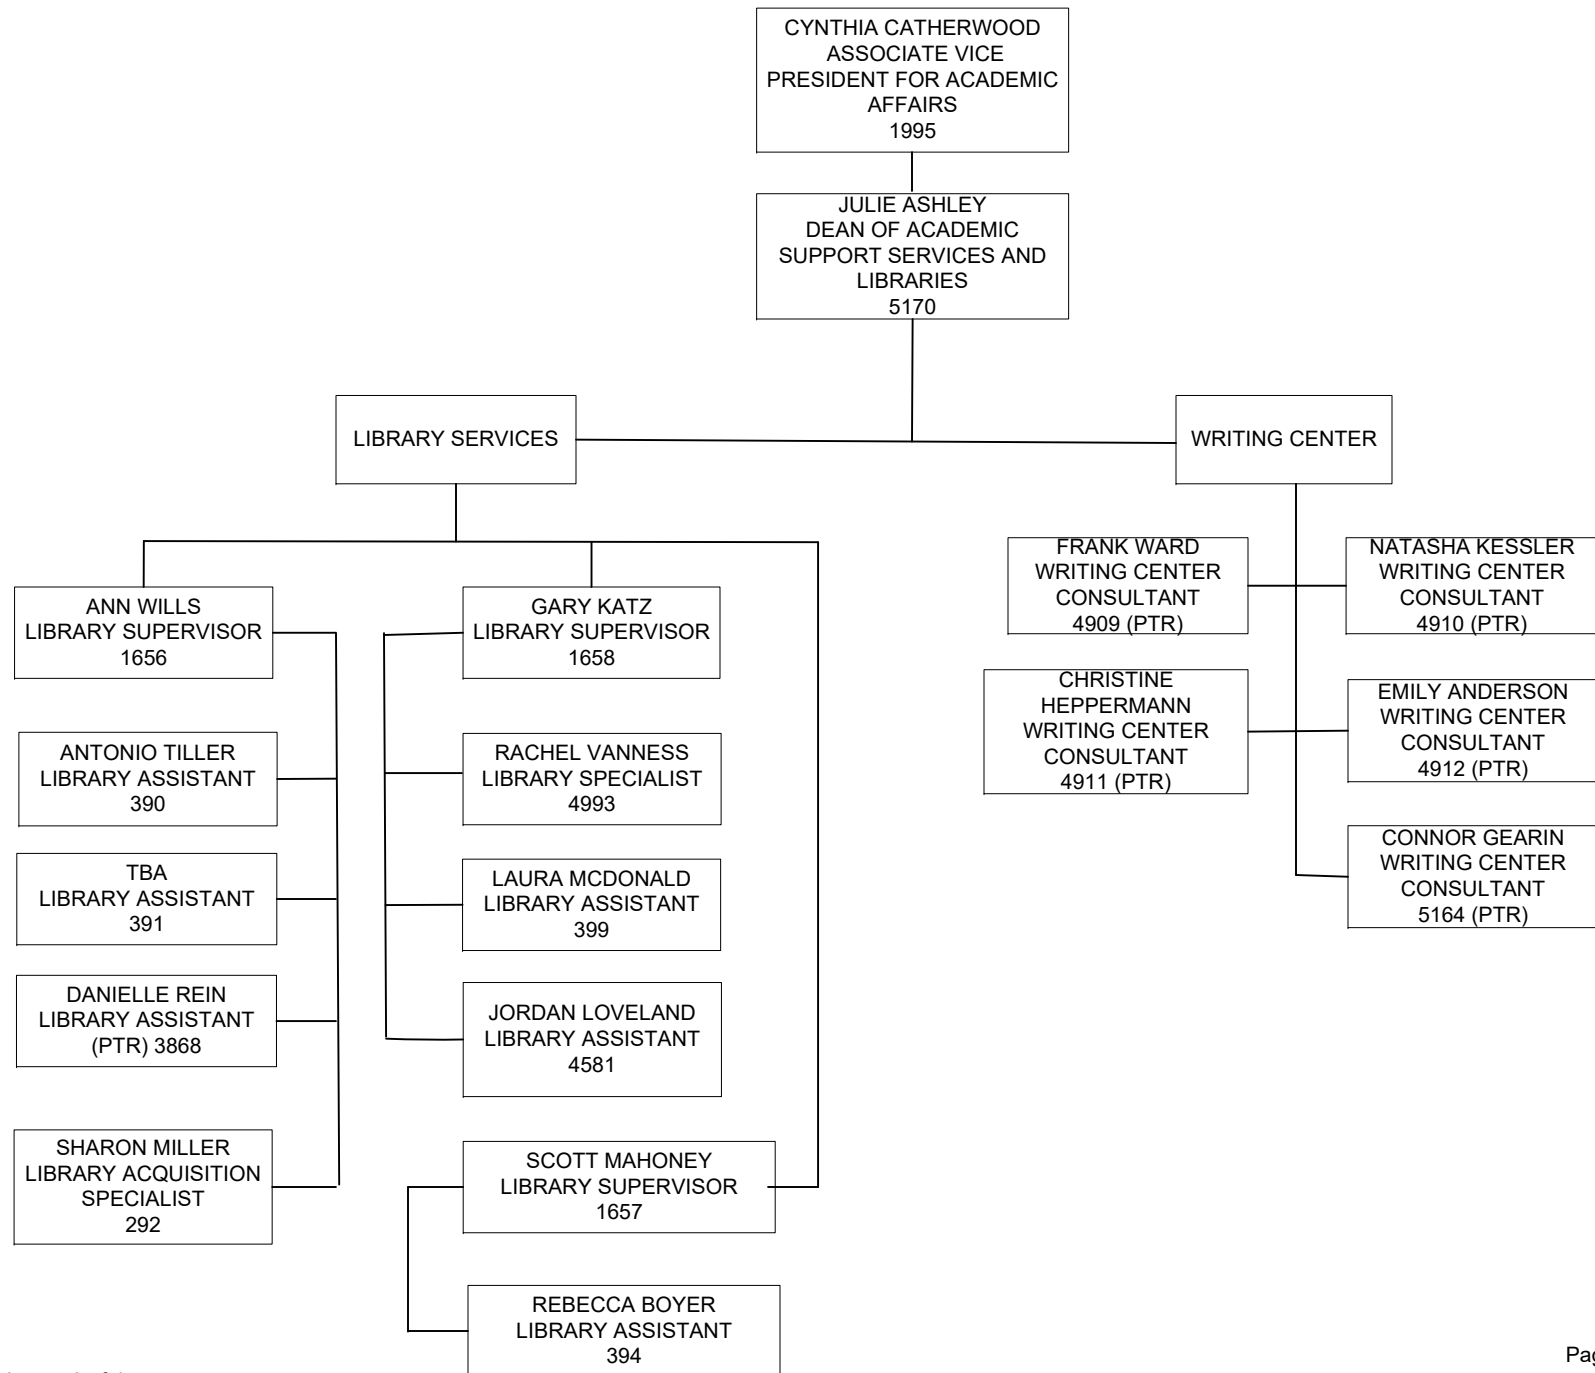 CYNTHIA CATHERWOOD
ASSOCIATE VICE
PRESIDENT FOR ACADEMIC
AFFAIRS
1995
JULIE ASHLEY
DEAN OF ACADEMIC
SUPPORT SERVICES AND
LIBRARIES
5170
LIBRARY SERVICES
WRITING CENTER
ANN WILLS
LIBRARY SUPERVISOR
1656
ANTONIO TILLER
LIBRARY ASSISTANT
390
TBA
LIBRARY ASSISTANT
391
DANIELLE REIN
LIBRARY ASSISTANT
(PTR) 3868
SHARON MILLER
LIBRARY ACQUISITION
SPECIALIST
292
GARY KATZ
LIBRARY SUPERVISOR
1658
RACHEL VANNESS
LIBRARY SPECIALIST
4993
LAURA MCDONALD
LIBRARY ASSISTANT
399
JORDAN LOVELAND
LIBRARY ASSISTANT
4581
SCOTT MAHONEY
LIBRARY SUPERVISOR
1657
REBECCA BOYER
LIBRARY ASSISTANT
394
FRANK WARD
WRITING CENTER
CONSULTANT
4909 (PTR)
NATASHA KESSLER
WRITING CENTER
CONSULTANT
4910 (PTR)
CHRISTINE
HEPPERMANN
WRITING CENTER
CONSULTANT
4911 (PTR)
EMILY ANDERSON
WRITING CENTER
CONSULTANT
4912 (PTR)
CONNOR GEARIN
WRITING CENTER
CONSULTANT
5164 (PTR)
Pag